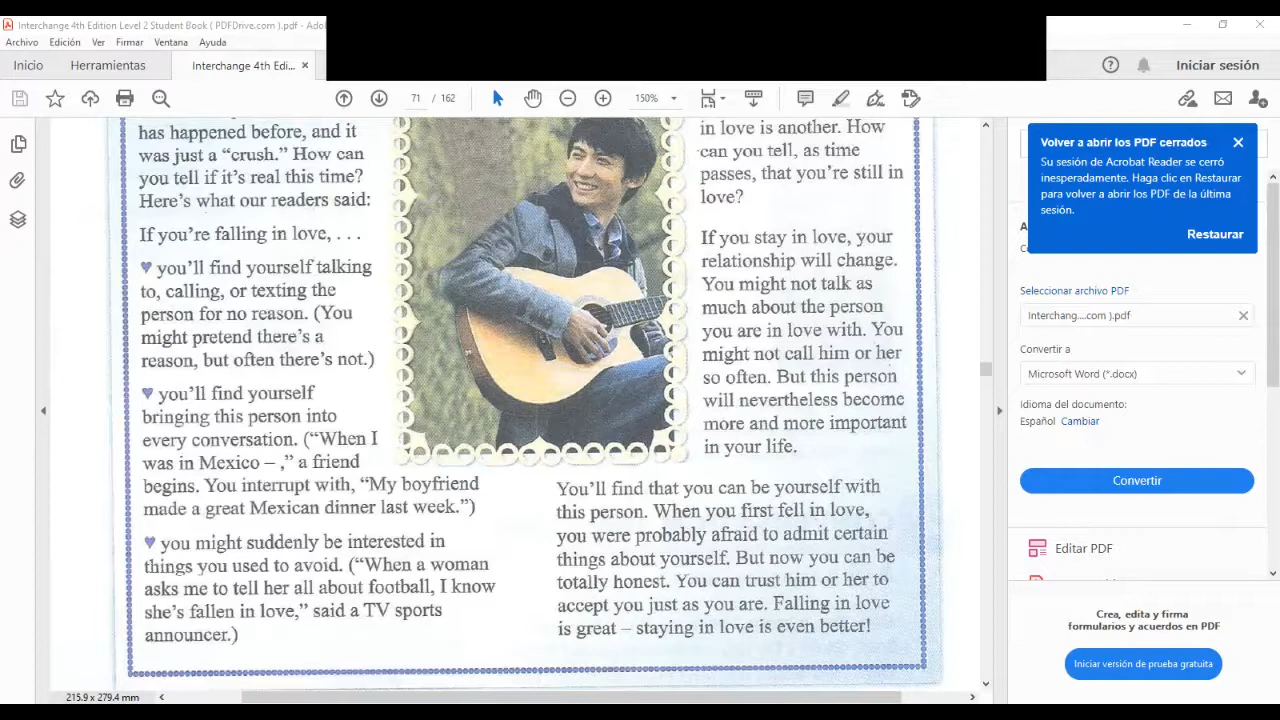 Interchange 4th Edition Level 2 Student Book ( PDFDrive.com ).pdf - Ado
Archivo Edición Ver Firmar Ventana Ayuda
Inicio Herramientas Interchange 4th Edi... × Iniciar sesión
71 / 162 150%
has happened before, and it
was just a “crush.” How can
you tell if it’s real this time?
Here’s what our readers said:
If you’re falling in love, . . .
you’ll find yourself talking
to, calling, or texting the
person for no reason. (You
might pretend there’s a
reason, but often there’s not.)
you’ll find yourself
bringing this person into
every conversation. (“When I
was in Mexico – ,” a friend
begins. You interrupt with, “My boyfriend
made a great Mexican dinner last week.”)
you might suddenly be interested in
things you used to avoid. (“When a woman
asks me to tell her all about football, I know
she’s fallen in love,” said a TV sports
announcer.)
in love is another. How
can you tell, as time
passes, that you’re still in
love?
If you stay in love, your
relationship will change.
You might not talk as
much about the person
you are in love with. You
might not call him or her
so often. But this person
will nevertheless become
more and more important
in your life.
You’ll find that you can be yourself with
this person. When you first fell in love,
you were probably afraid to admit certain
things about yourself. But now you can be
totally honest. You can trust him or her to
accept you just as you are. Falling in love
is great – staying in love is even better!
Volver a abrir los PDF cerrados
Su sesión de Acrobat Reader se cerró
inesperadamente. Haga clic en Restaurar
para volver a abrir los PDF de la última
sesión.
Restaurar
Seleccionar archivo PDF
Interchang....com ).pdf
Convertir a
Microsoft Word (*.docx)
Idioma del documento:
Español Cambiar
Convertir
Editar PDF
Crea, edita y firma
formularios y acuerdos en PDF
Iniciar versión de prueba gratuita
215.9 x 279.4 mm